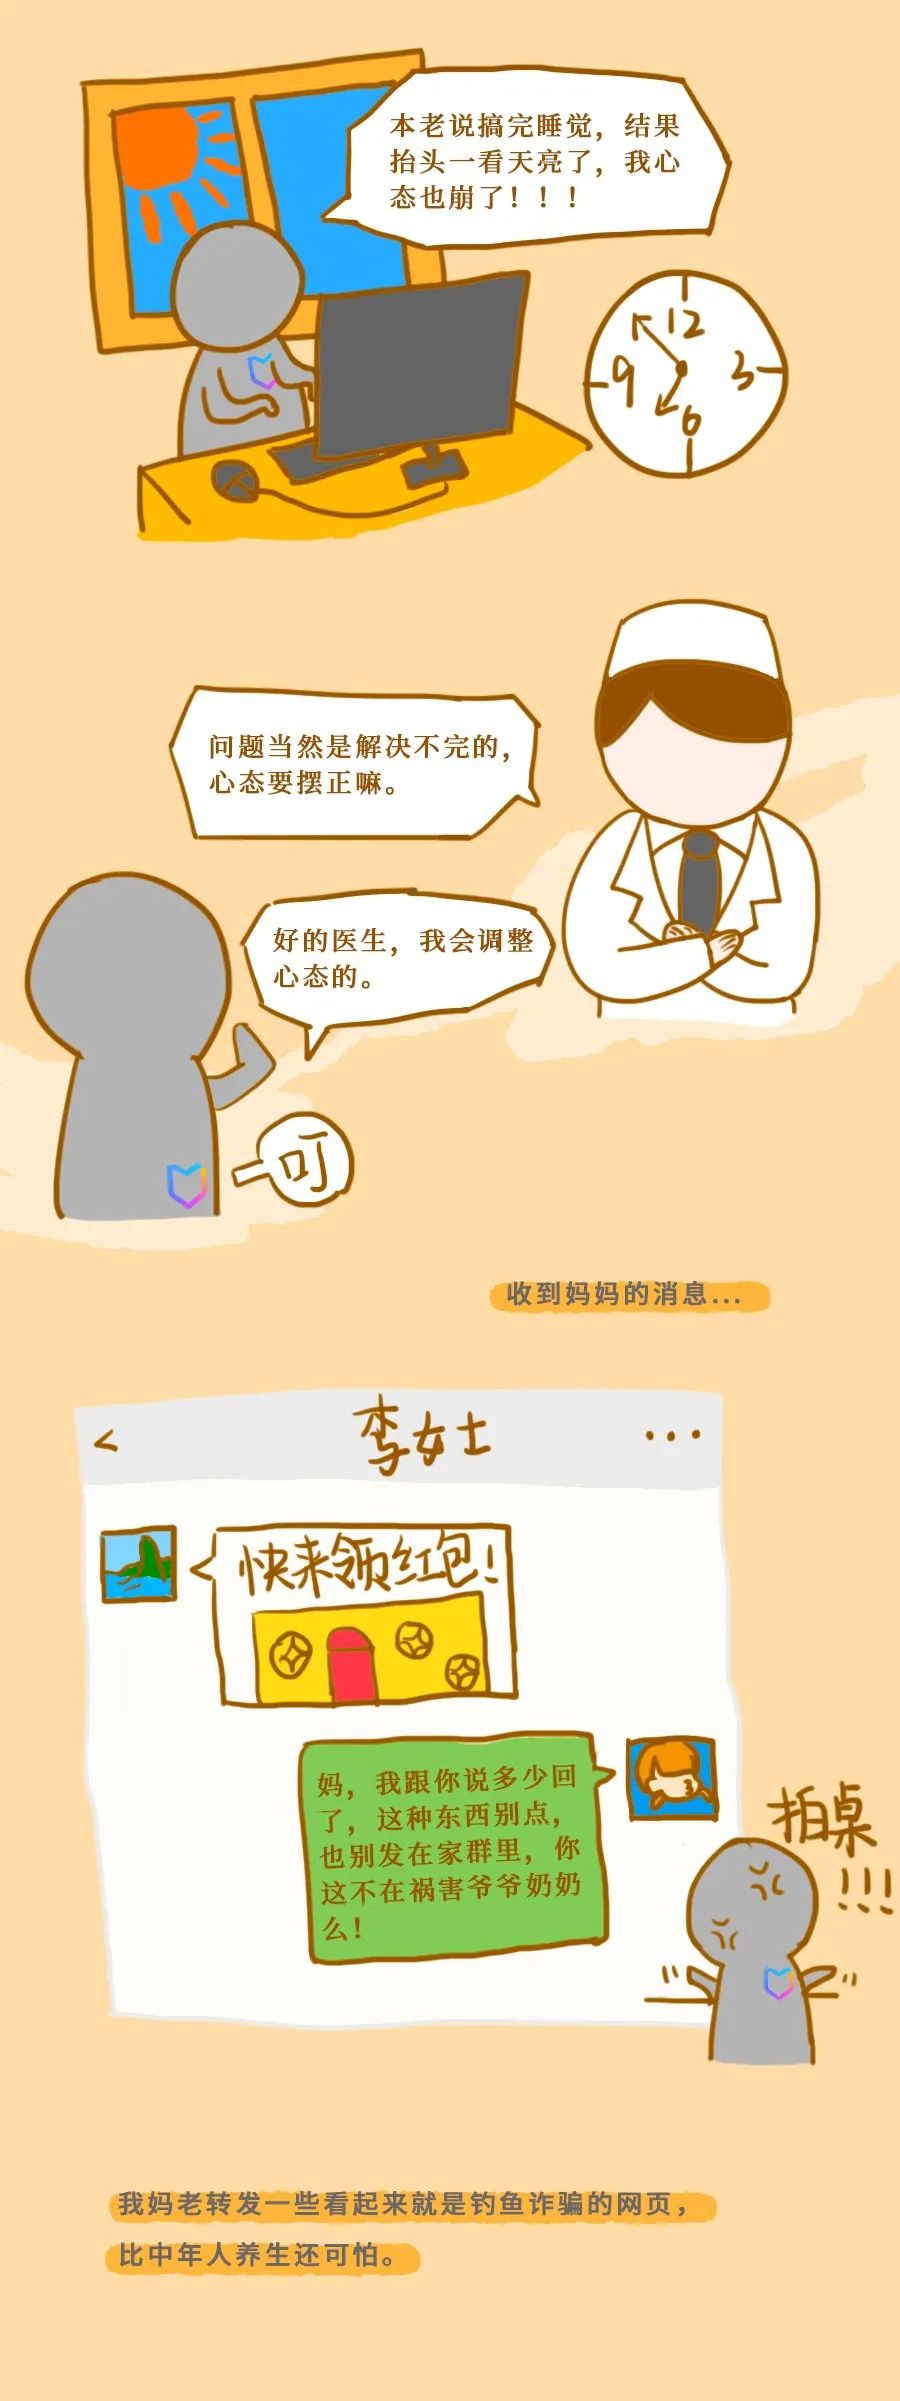 本老说搞完睡觉，结果
抬头一看天亮了，我心
态也崩了！！！
12
3
6
9
问题当然是解决不完的，
心态要摆正嘛。
好的医生，我会调整
心态的。
叮
收到妈妈的消息...
<
李女士
...
快来领红包！
妈，我跟你说多少回
了，这种东西别点，
也别发在家群里，你
这不在祸害爷爷奶奶
么！
拍桌
!!!
我妈老转发一些看起来就是钓鱼诈骗的网页，
比中年人养生还可怕。